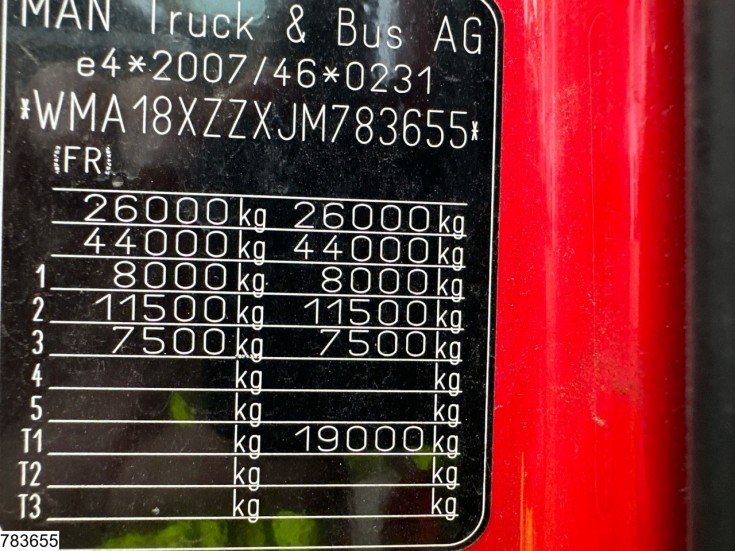 MAN Truck & Bus AG
e4*2007/46*0231
*WMA18XZZXJM783655*
FR
26000 kg 26000 kg
44000 kg 44000 kg
1 8000 kg 8000 kg
2 11500 kg 11500 kg
3 7500 kg 7500 kg
4 kg kg
5 kg kg
T1 kg 19000 kg
T2 kg kg
T3 kg kg
783655